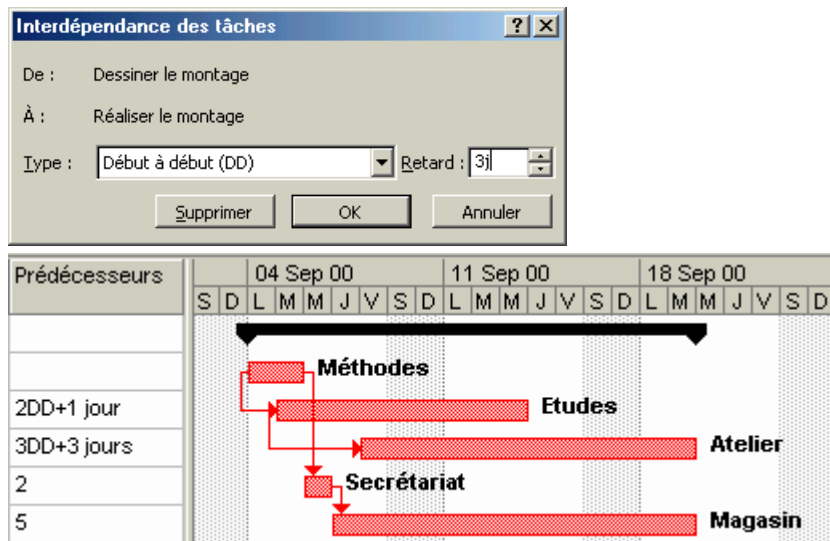 Interdépendance des tâches
De : Dessiner le montage
À : Réaliser le montage
Type : Début à début (DD) Retard : 3j
Supprimer OK Annuler
Prédécesseurs 04 Sep 00 11 Sep 00 18 Sep 00
S D L M M J V S D L M M J V S D L M M J V S D
Méthodes
2DD+1 jour Etudes
3DD+3 jours Atelier
2 Secrétariat
5 Magasin